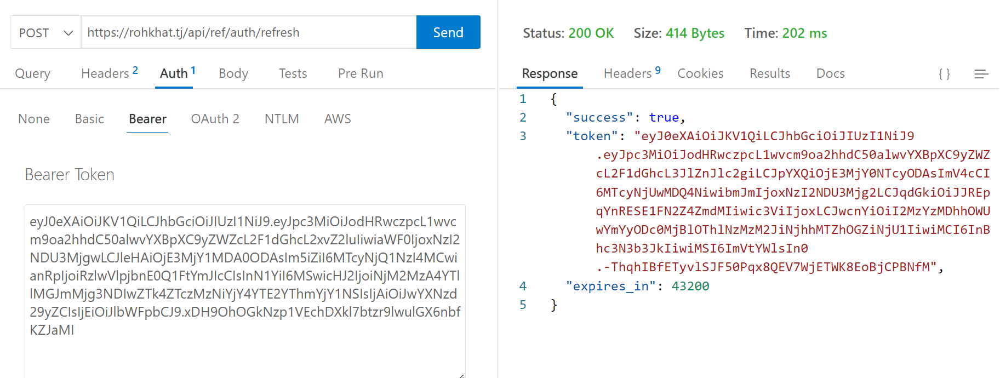 POST
https://rohkhat.tj/api/ref/auth/refresh
Send
Query Headers 2 Auth 1 Body Tests Pre Run
None Basic Bearer OAuth 2 NTLM AWS
Bearer Token
eyJ0eXAiOiJKV1QiLCJhbGciOiJIUzI1NiJ9.eyJpc3MiOiJodHRwczpcL1wvc
m9oa2hhdC50alwvYXBpXC9yZWZcL2F1dGhcL2xvZ2luIiwiaWF0IjoxNzI2
NDU3MjgwLCJleHAiOjE3MjY1MDA0ODAsIm5iZiI6MTcyNjQ1NzI4MCwi
anRpIjoiRzlwVlpjbnE0Q1FtYmJIcCIsInN1YiI6MSwicHJ2IjoiNjM2MzA4YTl
lMGJmMjg3NDIwZTk4ZTczMzNiYjY4YTE2YThmYjY1NSIsIjAiOiJwYXNzd
29yZCIsIjEiOiJlbWFpbCJ9.xDH9OhOGkNzp1VEchDXkl7btzr9lwulGX6nbf
KZJaMI
Status: 200 OK Size: 414 Bytes Time: 202 ms
Response Headers 9 Cookies Results Docs { }
1 {
2 "success": true,
3 "token": "eyJ0eXAiOiJKV1QiLCJhbGciOiJIUzI1NiJ9
.eyJpc3MiOiJodHRwczpcL1wvcm9oa2hhdC50alwvYXBpXC9yZWZ
cL2F1dGhcL3JlZnJlc2giLCJpYXQiOjE3MjY0NTcyODAsImV4cCI
6MTcyNjUwMDQ4NiwibmJmIjoxNzI2NDU3Mjg2LCJqdGkiOiJJREp
qYnRESE1FN2Z4ZmdMIiwic3ViIjoxLCJwcnYiOiI2MzYzMDhhOWU
wYmYyODc0MjBlOThlNzMzM2JiNjhhMTZhOGZiNjU1IiwiMCI6InB
hc3N3b3JkIiwiMSI6ImVtYWlsIn0
.-ThqhIBfETyvlSJF50Pqx8QEV7WjETWK8EoBjCPBNfM",
4 "expires_in": 43200
5 }